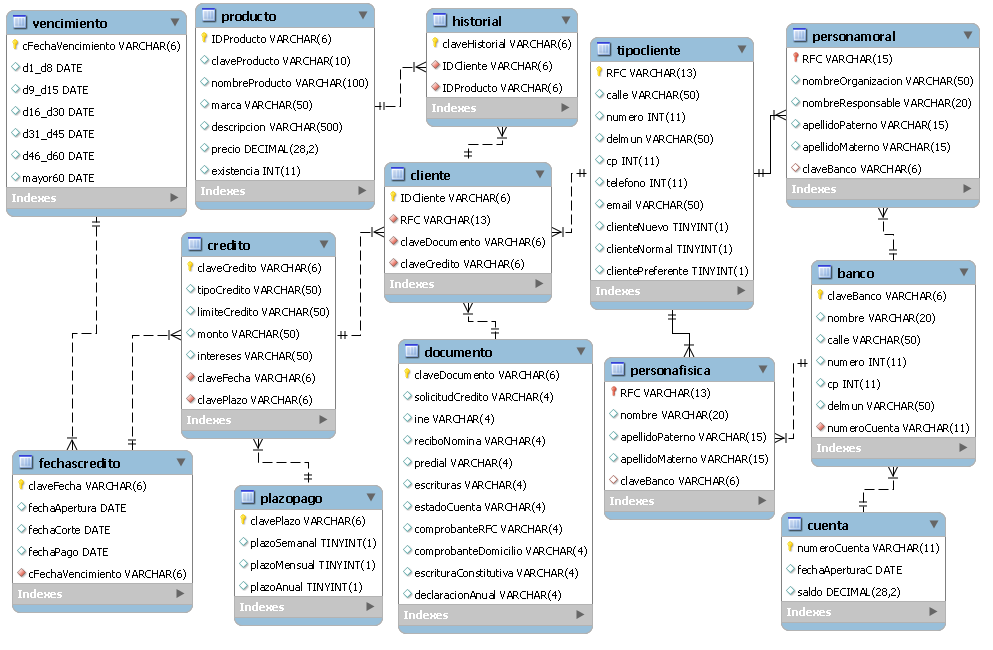 vencimiento
cFechaVencimiento VARCHAR(6)
d1_d8 DATE
d9_d15 DATE
d16_d30 DATE
d31_d45 DATE
d46_d60 DATE
mayor60 DATE
Indexes
producto
IDProducto VARCHAR(6)
claveProducto VARCHAR(10)
nombreProducto VARCHAR(100)
marca VARCHAR(50)
descripcion VARCHAR(500)
precio DECIMAL(28,2)
existencia INT(11)
Indexes
historial
claveHistorial VARCHAR(6)
IDCliente VARCHAR(6)
IDProducto VARCHAR(6)
Indexes
tipocliente
RFC VARCHAR(13)
calle VARCHAR(50)
numero INT(11)
delmun VARCHAR(50)
cp INT(11)
telefono INT(11)
email VARCHAR(50)
clienteNuevo TINYINT(1)
clienteNormal TINYINT(1)
clientePreferente TINYINT(1)
Indexes
personamoral
RFC VARCHAR(15)
nombreOrganizacion VARCHAR(50)
nombreResponsable VARCHAR(20)
apellidoPaterno VARCHAR(15)
apellidoMaterno VARCHAR(15)
claveBanco VARCHAR(6)
Indexes
cliente
IDCliente VARCHAR(6)
RFC VARCHAR(13)
claveDocumento VARCHAR(6)
claveCredito VARCHAR(6)
Indexes
credito
claveCredito VARCHAR(6)
tipoCredito VARCHAR(50)
limiteCredito VARCHAR(50)
monto VARCHAR(50)
intereses VARCHAR(50)
claveFecha VARCHAR(6)
clavePlazo VARCHAR(6)
Indexes
banco
claveBanco VARCHAR(6)
nombre VARCHAR(20)
calle VARCHAR(50)
numero INT(11)
cp INT(11)
delmun VARCHAR(50)
numeroCuenta VARCHAR(11)
Indexes
documento
claveDocumento VARCHAR(6)
solicitudCredito VARCHAR(4)
ine VARCHAR(4)
reciboNomina VARCHAR(4)
predial VARCHAR(4)
escrituras VARCHAR(4)
estadoCuenta VARCHAR(4)
comprobanteRFC VARCHAR(4)
comprobanteDomicilio VARCHAR(4)
escrituraConstitutiva VARCHAR(4)
declaracionAnual VARCHAR(4)
Indexes
personafisica
RFC VARCHAR(13)
nombre VARCHAR(20)
apellidoPaterno VARCHAR(15)
apellidoMaterno VARCHAR(15)
claveBanco VARCHAR(6)
Indexes
fechascredito
claveFecha VARCHAR(6)
fechaApertura DATE
fechaCorte DATE
fechaPago DATE
cFechaVencimiento VARCHAR(6)
Indexes
plazopago
clavePlazo VARCHAR(6)
plazoSemanal TINYINT(1)
plazoMensual TINYINT(1)
plazoAnual TINYINT(1)
Indexes
cuenta
numeroCuenta VARCHAR(11)
fechaAperturaC DATE
saldo DECIMAL(28,2)
Indexes